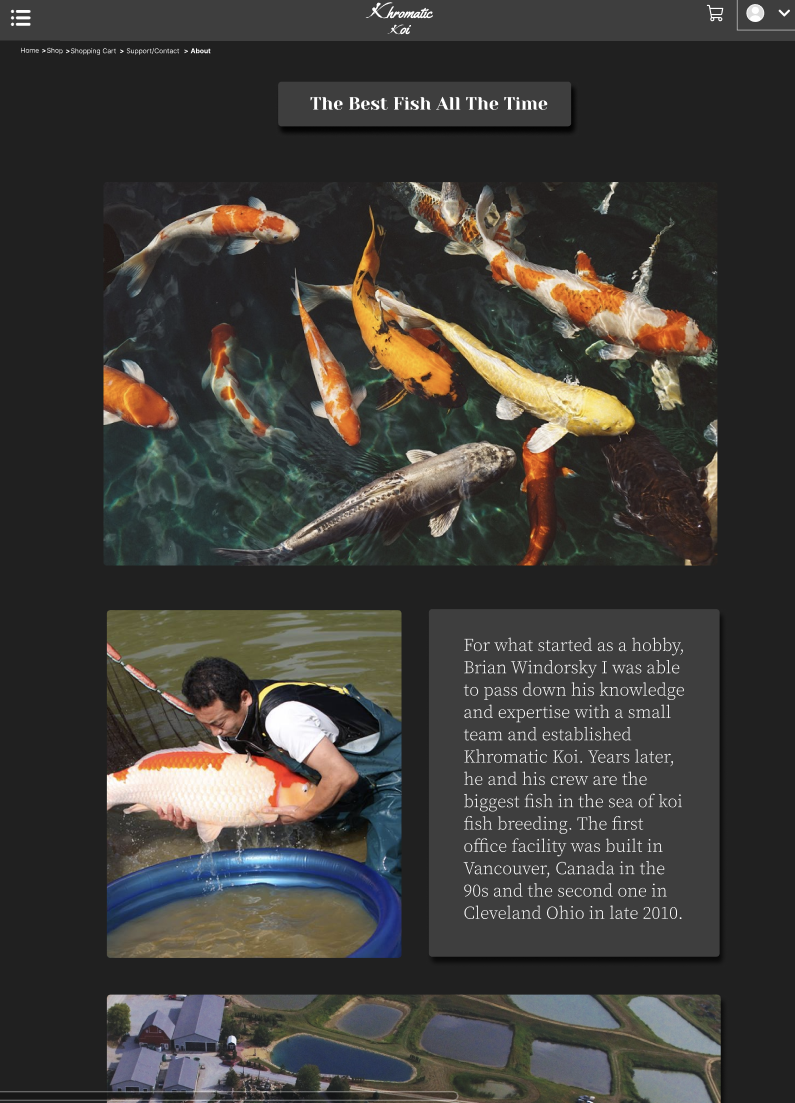 Khromatic
Koi
Home >Shop >Shopping Cart > Support/Contact > About
The Best Fish All The Time
For what started as a hobby,
Brian Windorsky I was able
to pass down his knowledge
and expertise with a small
team and established
Khromatic Koi. Years later,
he and his crew are the
biggest fish in the sea of koi
fish breeding. The first
office facility was built in
Vancouver, Canada in the
90s and the second one in
Cleveland Ohio in late 2010.